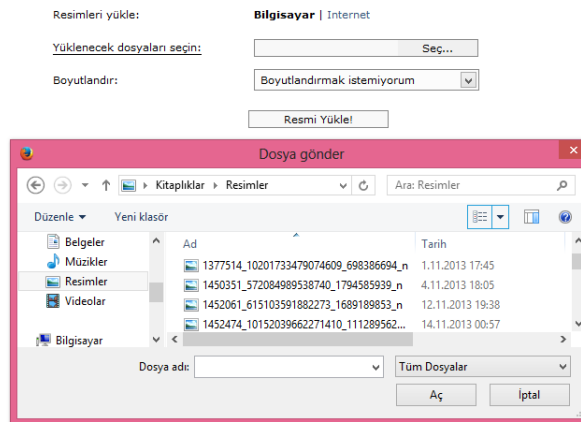 Resimleri yükle: Bilgisayar | Internet
Yüklenecek dosyaları seçin: Seç...
Boyutlandır: Boyutlandırmak istemiyorum
Resmi Yükle!
Dosya gönder
Kitaplıklar Resimler Ara: Resimler
Düzenle Yeni klasör
Ad Tarih
Belgeler
Müzikler
Resimler
Videolar
Bilgisayar
1377514_10201733479074609_698386694_n 1.11.2013 17:45
1450351_572084989538740_1794585939_n 4.11.2013 18:05
1452061_615103591882273_1689189853_n 12.11.2013 19:38
1452474_10152039662271410_111289562... 14.11.2013 00:57
Dosya adı: Tüm Dosyalar
Aç İptal